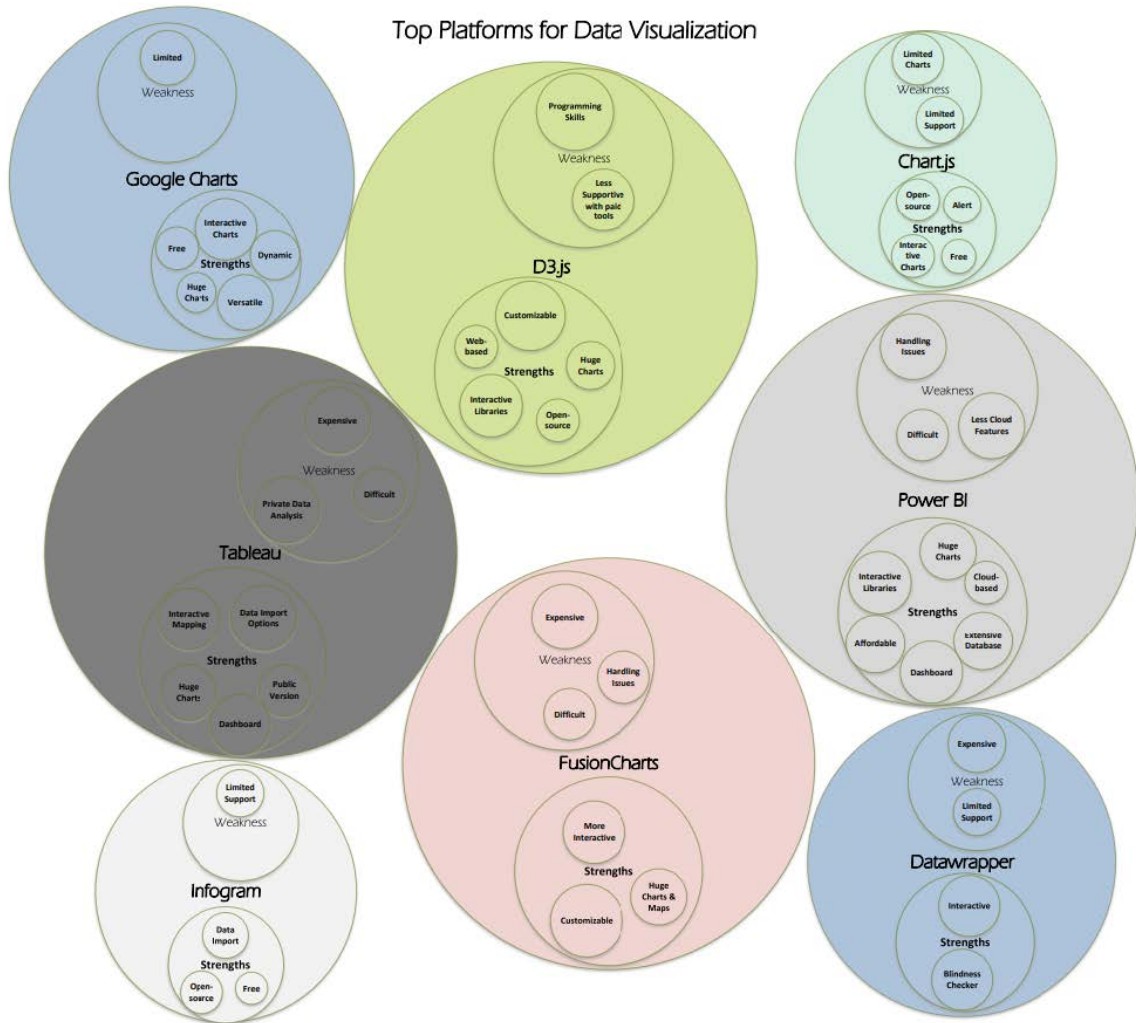 Top Platforms for Data Visualization
Limited
Weakness
Google Charts
Interactive
Charts
Free
Dynamic
Strengths
Huge
Charts
Versatile
Programming
Skills
Weakness
Less
Supportive
with paid
tools
D3.js
Customizable
Web-
based
Huge
Charts
Strengths
Interactive
Libraries
Open-
source
Limited
Charts
Weakness
Limited
Support
Chart.js
Open-
source
Alert
Strengths
Interac
tive
Charts
Free
Expensive
Weakness
Private Data
Analysis
Difficult
Tableau
Interactive
Mapping
Data Import
Options
Strengths
Huge
Charts
Public
Version
Dashboard
Handling
Issues
Weakness
Difficult
Less Cloud
Features
Power BI
Huge
Charts
Interactive
Libraries
Cloud-
based
Strengths
Affordable
Extensive
Database
Dashboard
Expensive
Weakness
Hardling
Issues
Difficult
FusionCharts
More
Interactive
Strengths
Huge
Charts &
Maps
Customizable
Limited
Support
Weakness
Infogram
Data
Import
Strengths
Open-
source
Free
Expensive
Weakness
Limited
Support
Datawrapper
Interactive
Strengths
Blindness
Checker